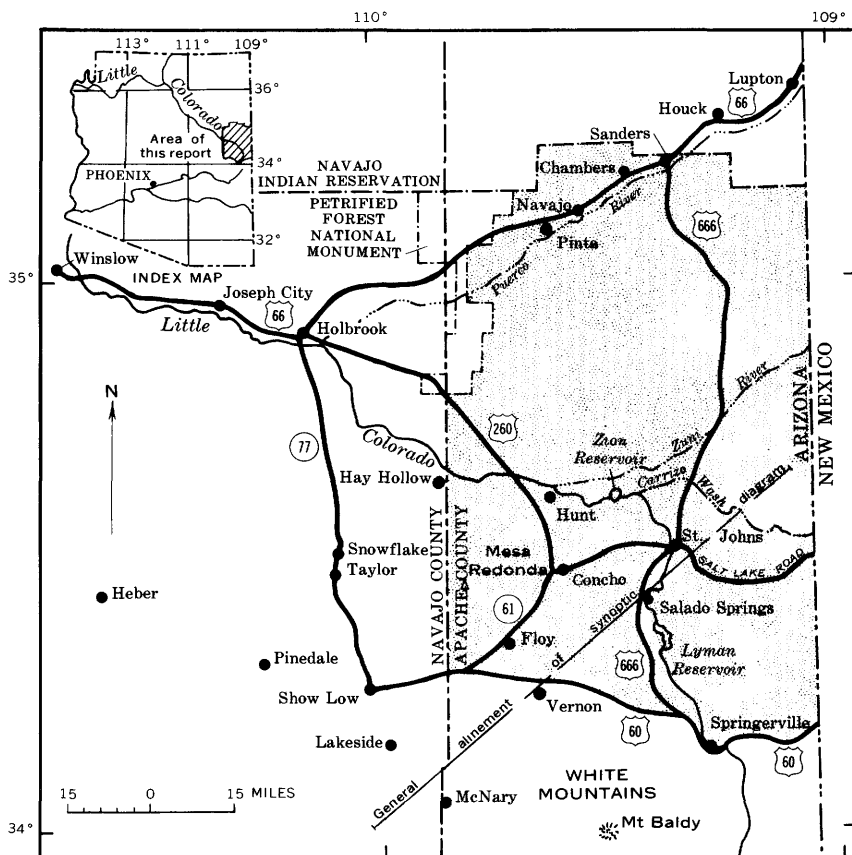 110°
109°
113° 111° 109°
Little
Colorado
36°
Area of
this report
34°
PHOENIX
32°
INDEX MAP
NAVAJO
INDIAN RESERVATION
PETRIFIED
FOREST
NATIONAL
MONUMENT
Lupton
66
Houck
Sanders
Chambers
Navajo
River
Pinta
Puerco
666
35°
Winslow
Joseph City
66
Little
Holbrook
N
77
Colorado
260
Zion
Reservoir
Zuni
River
Carrizo
Wash
diagram
ARIZONA
NEW MEXICO
Hay Hollow
Hunt
NAVAJO COUNTY
APACHE COUNTY
St. Johns
SALT LAKE ROAD
Snowflake
Taylor
Mesa
Redonda
Concho
Heber
61
synoptic
Salado Springs
Floy
of
Lyman
Reservoir
Pinedale
666
Show Low
Vernon
alinement
60
Springerville
60
Lakeside
General
15 0 15 MILES
McNary
WHITE
MOUNTAINS
Mt Baldy
34°